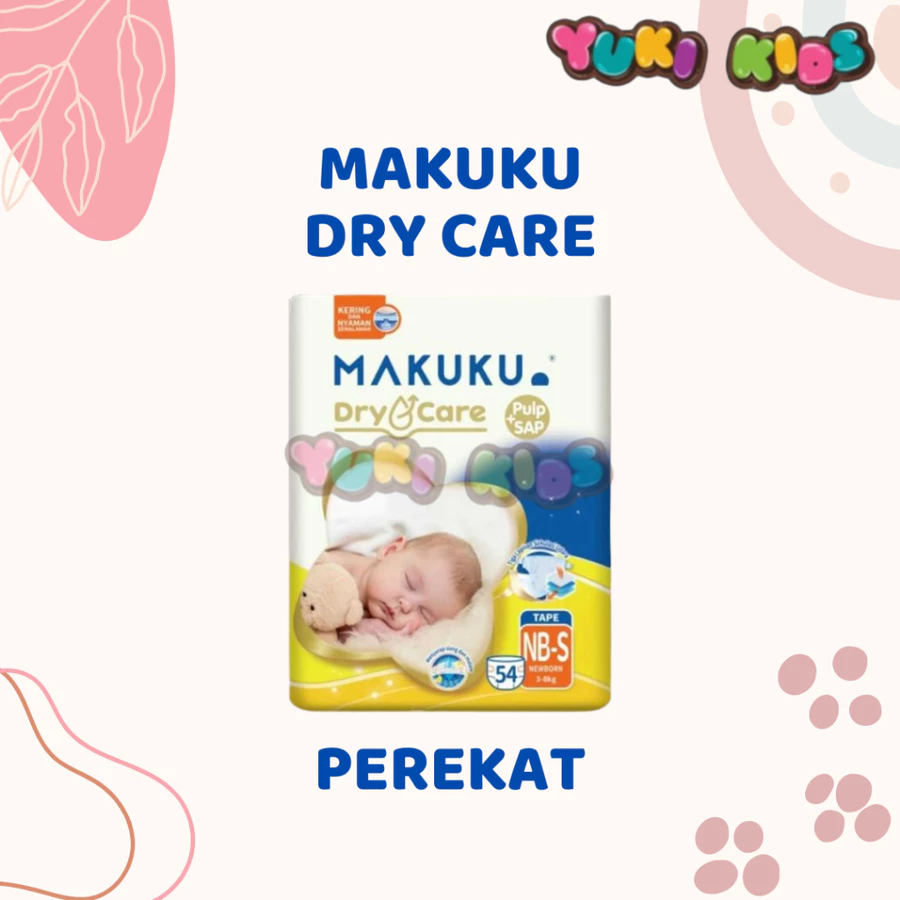 YUKI KIDS
MAKUKU
DRY CARE
KERING
DAN
NYAMAN
MAKUKU
Dry Care
Pulp
+SAP
YUKI KIDS
TAPE
NB-S
NEWBORN
54
PEREKAT